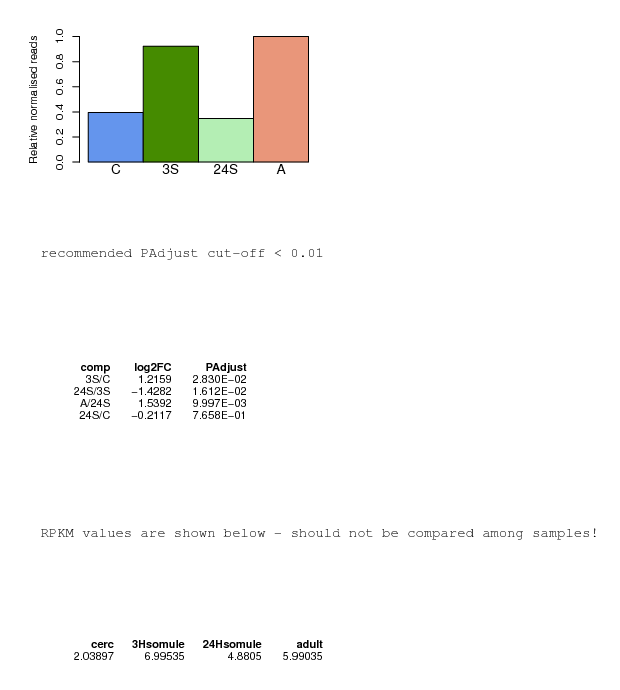 Relative normalised reads
1.0
0.8
0.6
0.4
0.2
0.0
C 3S 24S A
recommended PAdjust cut-off < 0.01
comp log2FC PAdjust
3S/C 1.2159 2.830E-02
24S/3S -1.4282 1.612E-02
A/24S 1.5392 9.997E-03
24S/C -0.2117 7.658E-01
RPKM values are shown below - should not be compared among samples!
cerc 3Hsomule 24Hsomule adult
2.03897 6.99535 4.8805 5.99035